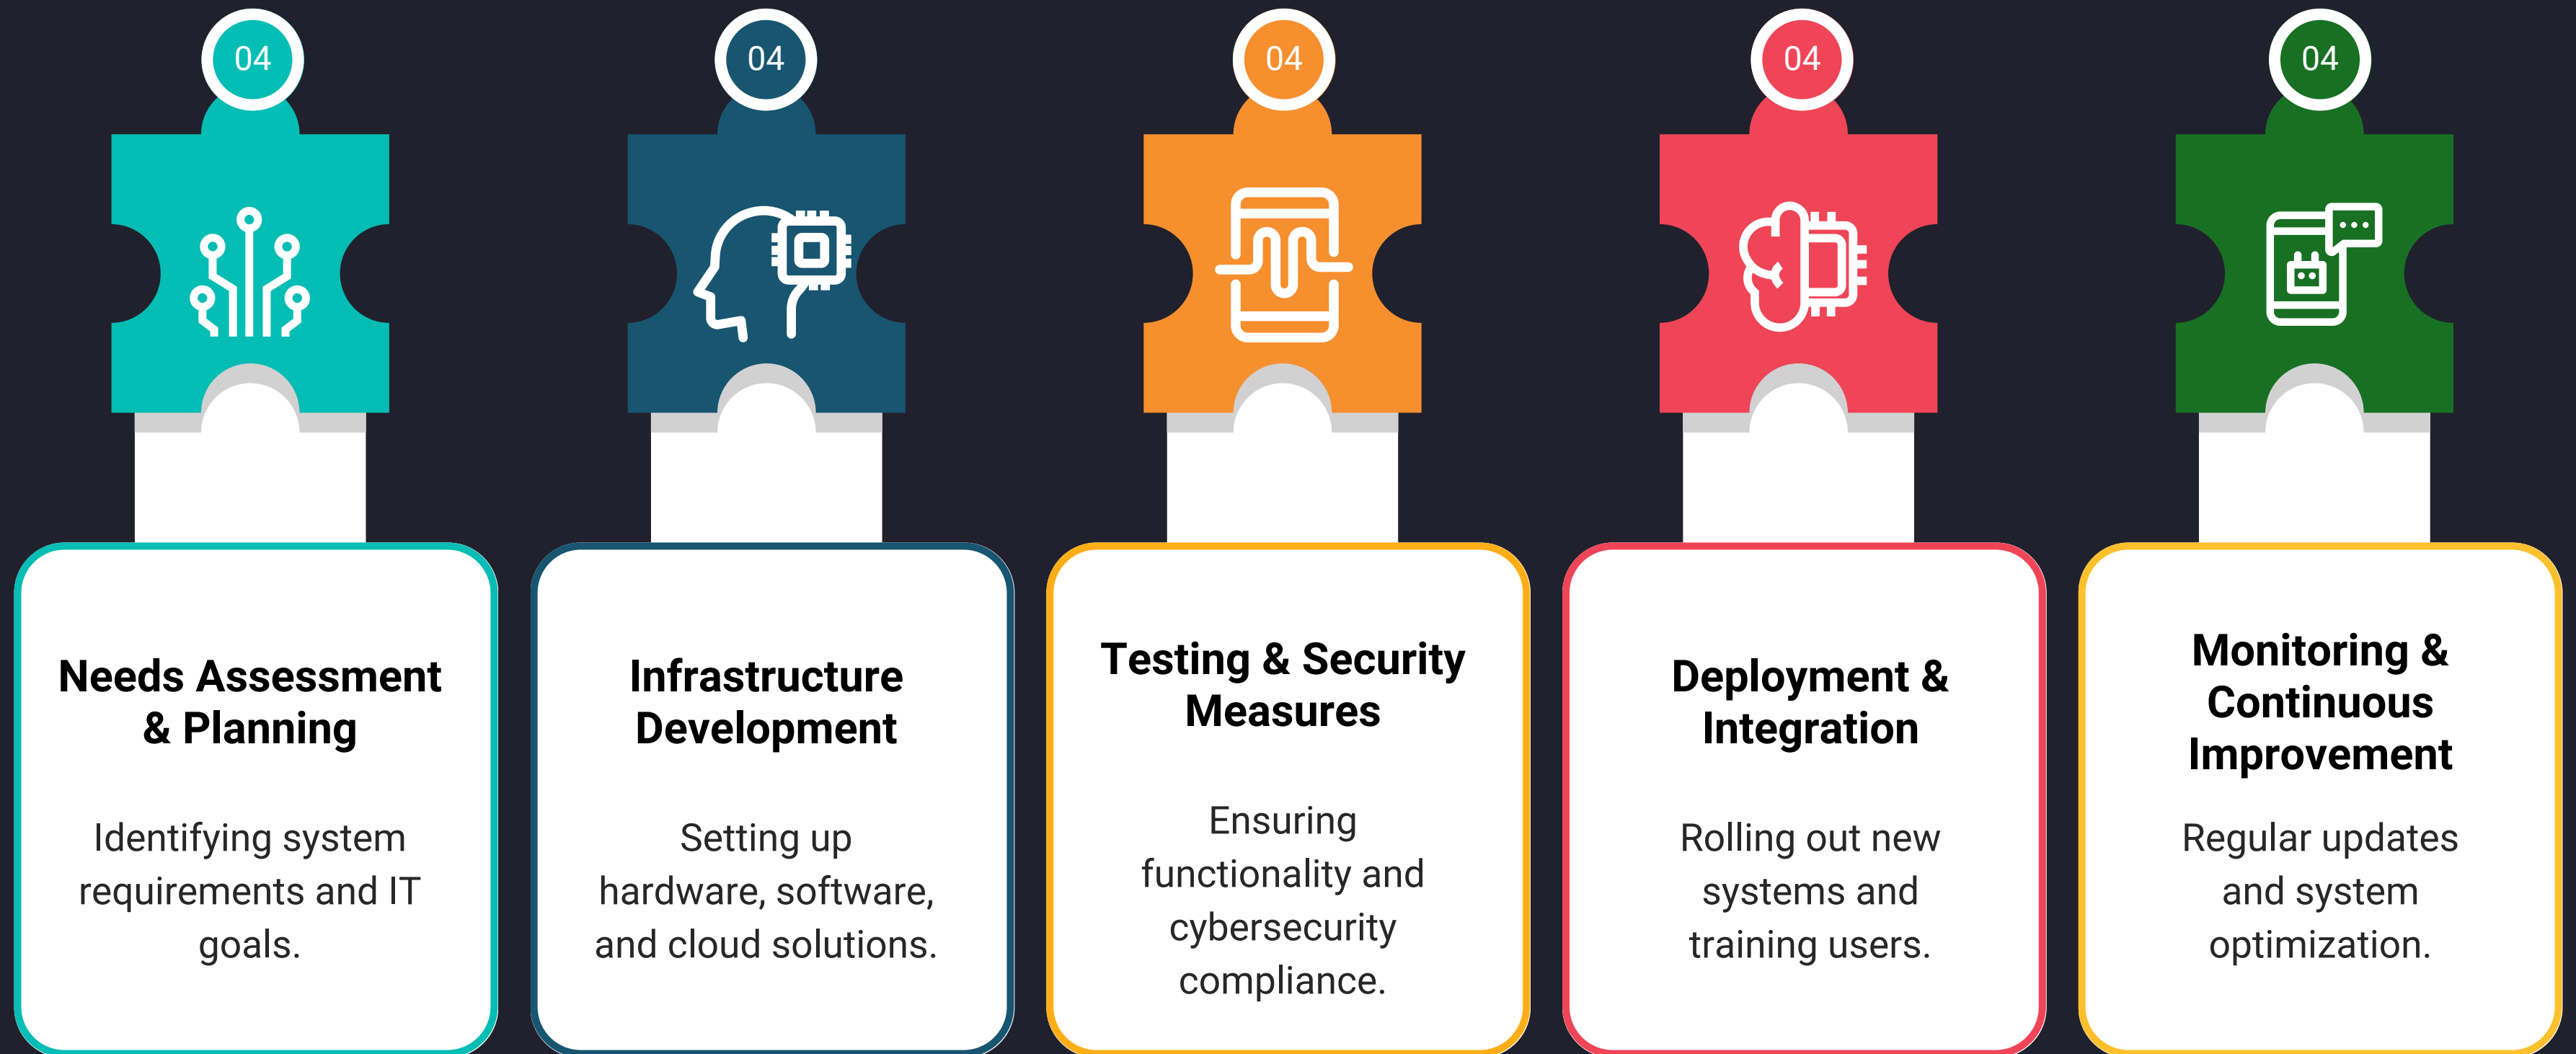 04
Needs Assessment
& Planning
Identifying system
requirements and IT
goals.
04
Infrastructure
Development
Setting up
hardware, software,
and cloud solutions.
04
Testing & Security
Measures
Ensuring
functionality and
cybersecurity
compliance.
04
Deployment &
Integration
Rolling out new
systems and
training users.
04
Monitoring &
Continuous
Improvement
Regular updates
and system
optimization.